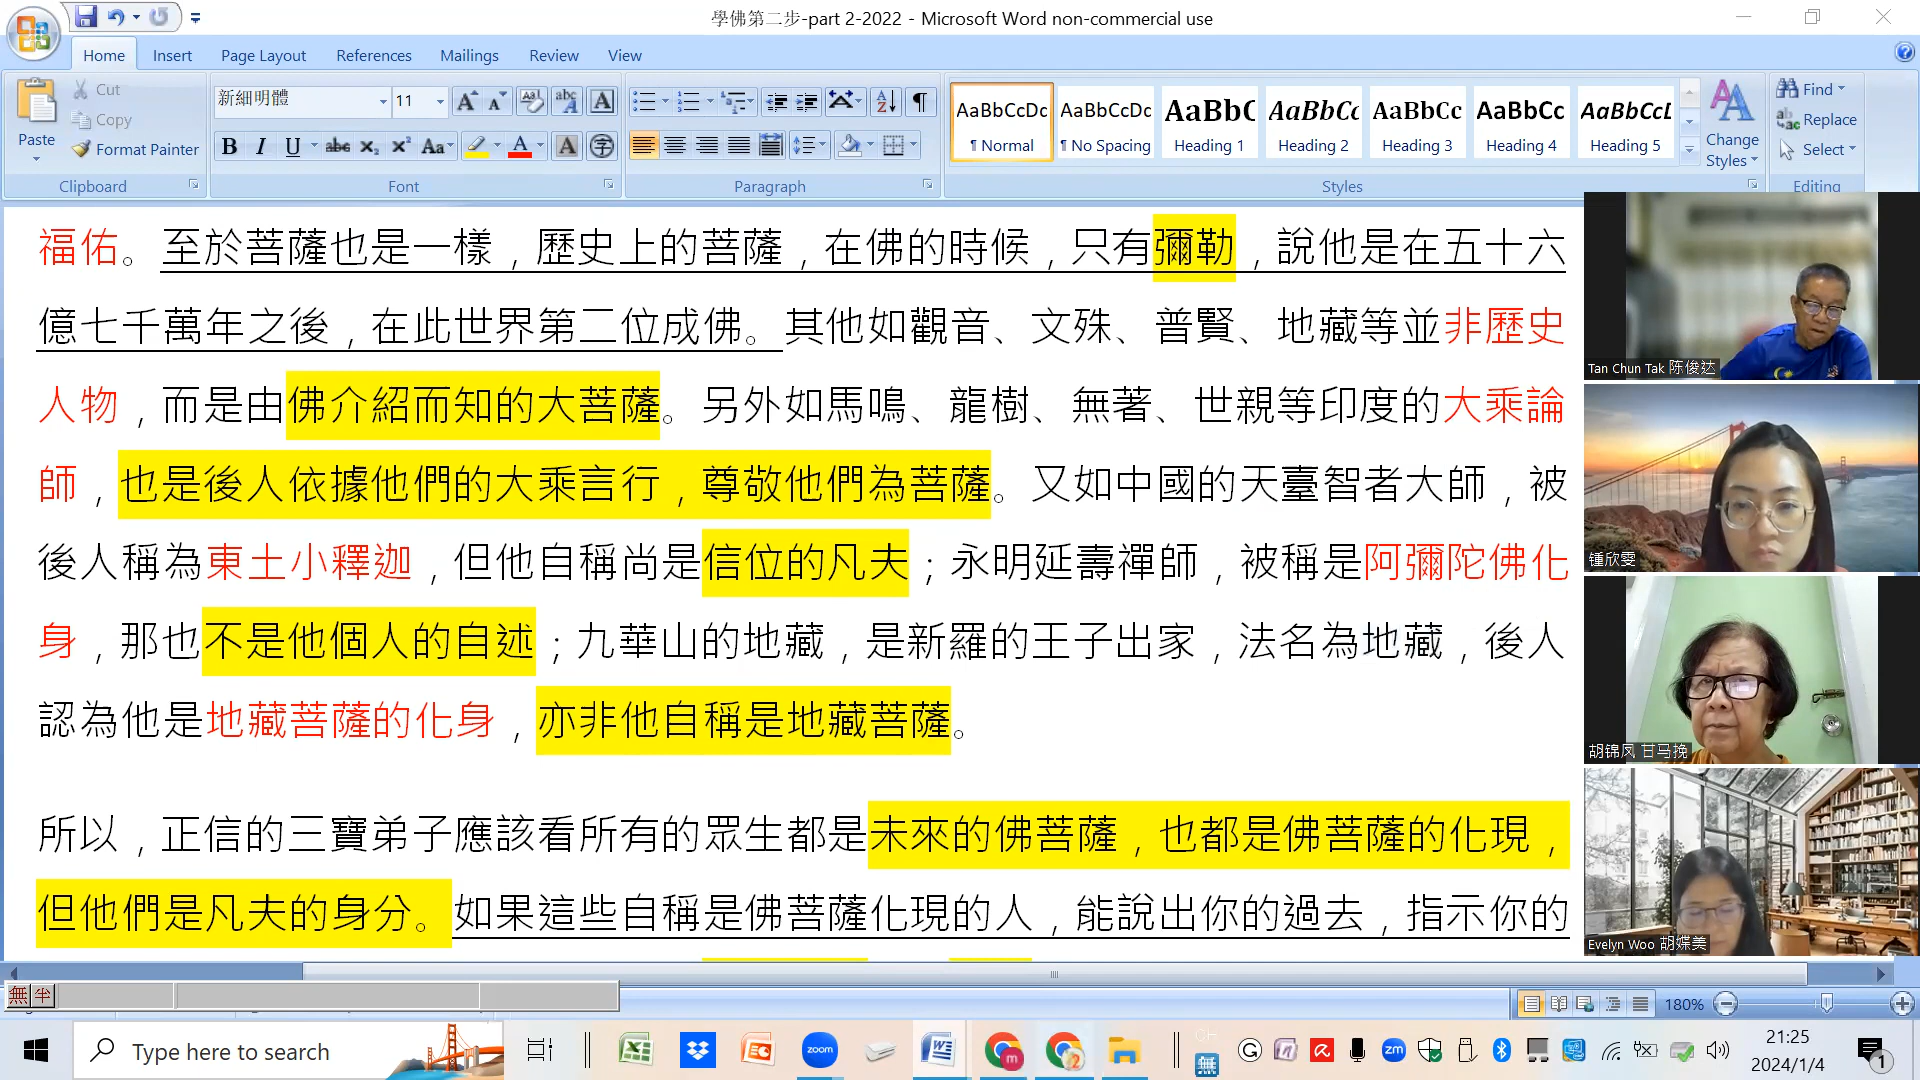 學佛第二步-part 2-2022 - Microsoft Word non-commercial use
Home Insert Page Layout References Mailings Review View
Paste
Cut
Copy
Format Painter
Clipboard
新細明體 11
Font
Paragraph
AaBbCcDc ¶ Normal
AaBbCcDc ¶ No Spacing
AaBbC Heading 1
AaBbCc Heading 2
AaBbCc Heading 3
AaBbCc Heading 4
AaBbCcI Heading 5
Styles
Change Styles
Find
Replace
Select
Editing
福佑。至於菩薩也是一樣，歷史上的菩薩，在佛的時候，只有彌勒，說他是在五十六
億七千萬年之後，在此世界第二位成佛。其他如觀音、文殊、普賢、地藏等並非歷史
人物，而是由佛介紹而知的大菩薩。另外如馬鳴、龍樹、無著、世親等印度的大乘論
師，也是後人依據他們的大乘言行，尊敬他們為菩薩。又如中國的天臺智者大師，被
後人稱為東土小釋迦，但他自稱尚是信位的凡夫；永明延壽禪師，被稱是阿彌陀佛化
身，那也不是他個人的自述；九華山的地藏，是新羅的王子出家，法名為地藏，後人
認為他是地藏菩薩的化身，亦非他自稱是地藏菩薩。
所以，正信的三寶弟子應該看所有的眾生都是未來的佛菩薩，也都是佛菩薩的化現，
但他們是凡夫的身分。如果這些自稱是佛菩薩化現的人，能說出你的過去，指示你的
Tan Chun Tak 陈俊达
锺欣雯
胡锦凤 甘马挽
Evelyn Woo 胡媟美
無 半
180%
Type here to search
zoom
CH
zm
21:25
2024/1/4
1